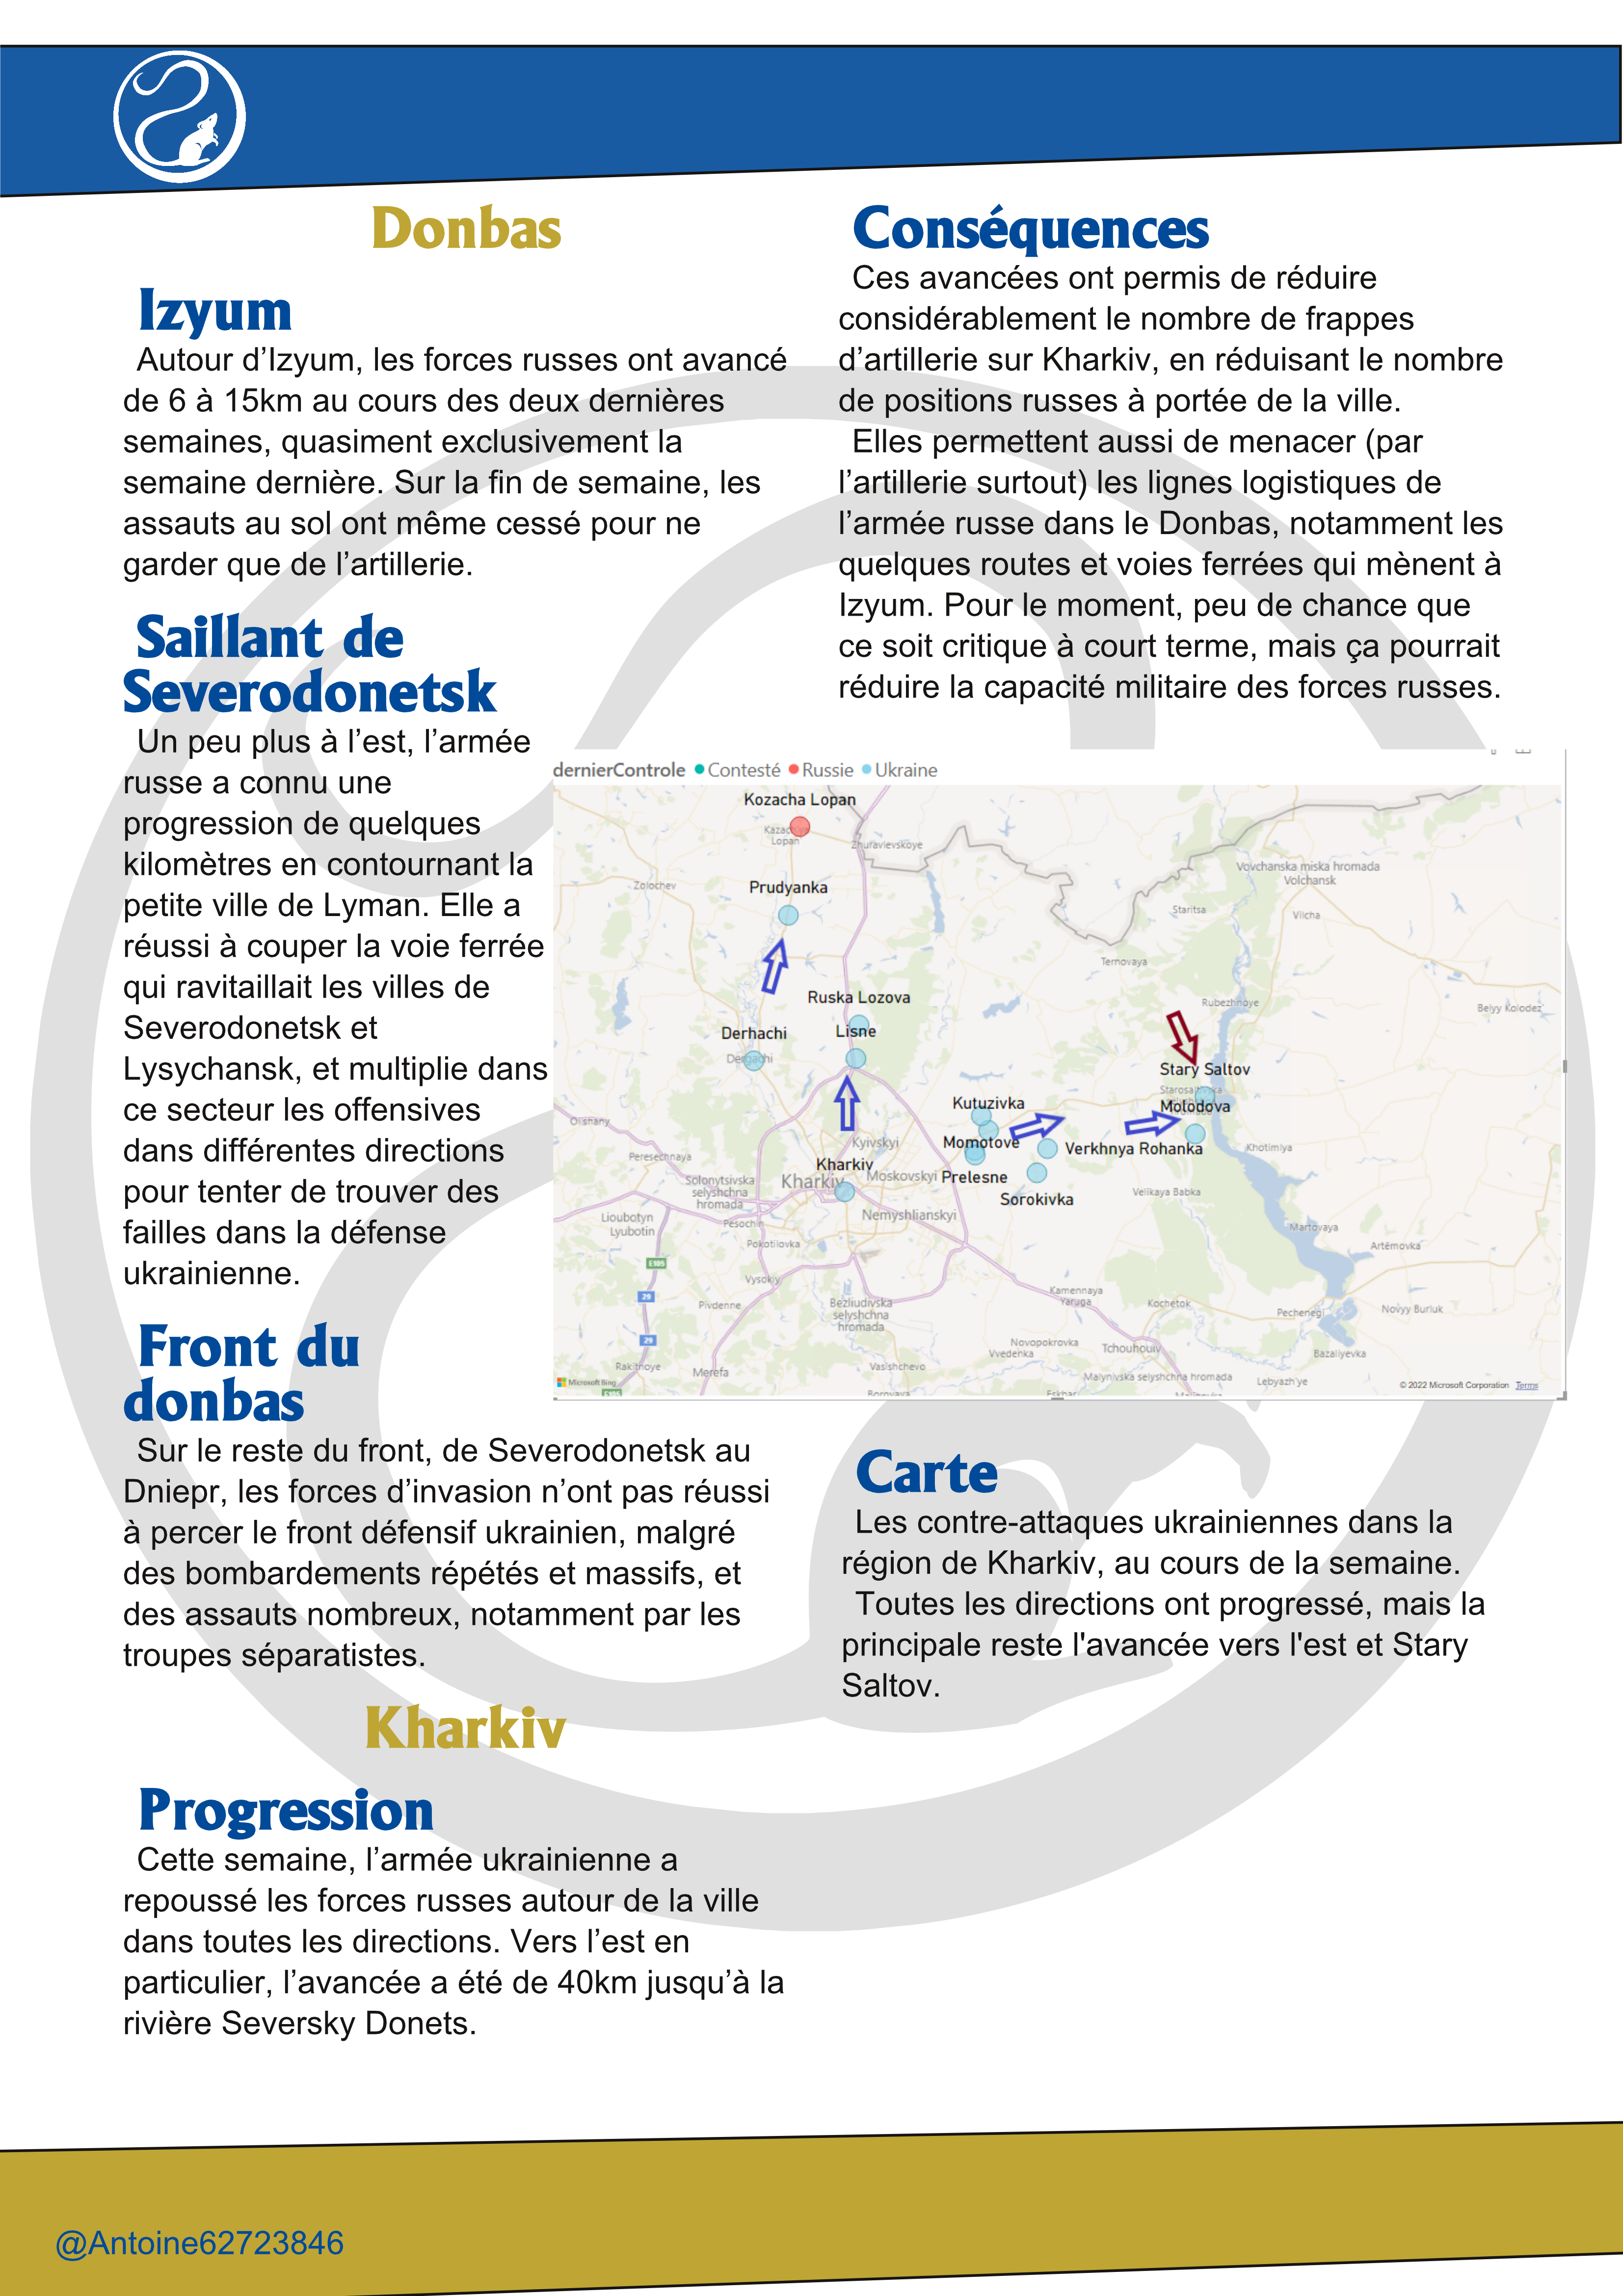 Donbas
Izyum
Autour d’Izyum, les forces russes ont avancé
de 6 à 15km au cours des deux dernières
semaines, quasiment exclusivement la
semaine dernière. Sur la fin de semaine, les
assauts au sol ont même cessé pour ne
garder que de l’artillerie.
Saillant de
Severodonetsk
Un peu plus à l’est, l’armée
russe a connu une
progression de quelques
kilomètres en contournant la
petite ville de Lyman. Elle a
réussi à couper la voie ferrée
qui ravitaillait les villes de
Severodonetsk et
Lysychansk, et multiplie dans
ce secteur les offensives
dans différentes directions
pour tenter de trouver des
failles dans la défense
ukrainienne.
Front du
donbas
Sur le reste du front, de Severodonetsk au
Dniepr, les forces d’invasion n’ont pas réussi
à percer le front défensif ukrainien, malgré
des bombardements répétés et massifs, et
des assauts nombreux, notamment par les
troupes séparatistes.
Kharkiv
Progression
Cette semaine, l’armée ukrainienne a
repoussé les forces russes autour de la ville
dans toutes les directions. Vers l’est en
particulier, l’avancée a été de 40km jusqu’à la
rivière Seversky Donets.
Conséquences
Ces avancées ont permis de réduire
considérablement le nombre de frappes
d’artillerie sur Kharkiv, en réduisant le nombre
de positions russes à portée de la ville.
Elles permettent aussi de menacer (par
l’artillerie surtout) les lignes logistiques de
l’armée russe dans le Donbas, notamment les
quelques routes et voies ferrées qui mènent à
Izyum. Pour le moment, peu de chance que
ce soit critique à court terme, mais ça pourrait
réduire la capacité militaire des forces russes.
dernierControle Contesté Russie Ukraine
Kozacha Lopan
Lopan
Zhuravlevskoye
Prudyanka
Zolochev
Vovchanska miska hromada
Volchansk
Staritsa
Vilcha
Ternovaya
Ruska Lozova
Rubezhnoye
Belyy Kolodez
Derhachi
Lisne
Stary Saltov
Kutuzivka
Molodova
Olshany
Momotove
Verkhnya Rohanka
Khotimlya
Kyivskyi
Peresechnaya
Kharkiv
Kharkiv
Moskovskyi
Prelesne
Solonytsivska
selyshchna
hromada
Sorokivka
Velikaya Babka
Lioubotyn
Lyubotin
Pesochin
Nemyshlianskyi
Martovaya
Pokotilovka
Artëmovka
E105
Vysokiy
29
Pivdenne
Bezliudivska
selyshchna
hromada
Kamennaya
Yaruga
Kochetok
Pechenegi
Novyy Burluk
29
Novopokrovka
Vvedenka
Tchouhouiv
Bazaliyevka
Rakitnoye
Merefa
Vasishchevo
Malynivska selyshchna hromada
Lebyazh'ye
Microsoft Bing
© 2022 Microsoft Corporation Terms
Carte
Les contre-attaques ukrainiennes dans la
région de Kharkiv, au cours de la semaine.
Toutes les directions ont progressé, mais la
principale reste l'avancée vers l'est et Stary
Saltov.
@Antoine62723846